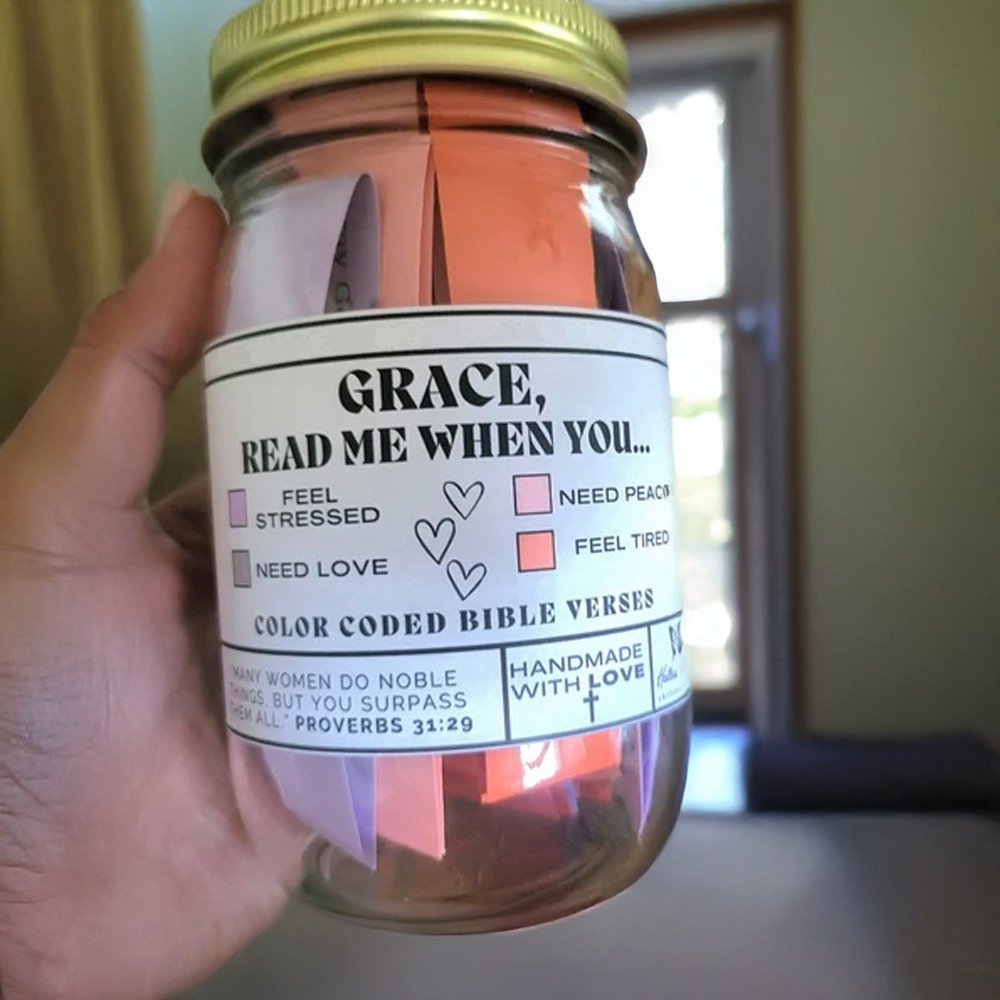 GRACE,
READ ME WHEN YOU...
FEEL
STRESSED
NEED PEACE
NEED LOVE
FEEL TIRED
COLOR CODED BIBLE VERSES
"MANY WOMEN DO NOBLE
THINGS, BUT YOU SURPASS
THEM ALL." PROVERBS 31:29
HANDMADE
WITH LOVE